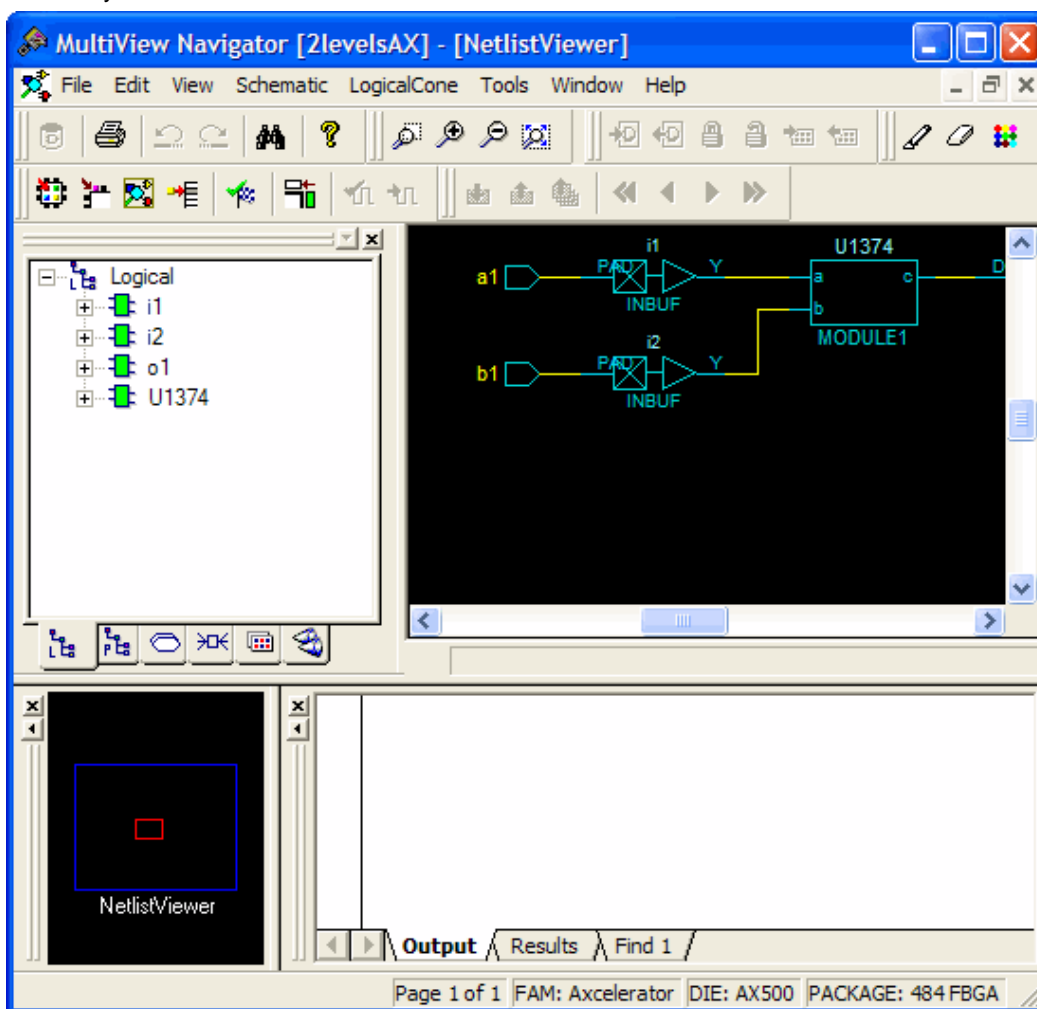 MultiView Navigator [2levelsAX] - [NetlistViewer]
File Edit View Schematic LogicalCone Tools Window Help
Logical
i1
i2
o1
U1374
i1 U1374
a1 PAD Y a c D
INBUF b
i2 MODULE1
b1 PAD Y
INBUF
NetlistViewer
Output Results Find 1
Page 1 of 1 FAM: Axcelerator DIE: AX500 PACKAGE: 484 FBGA